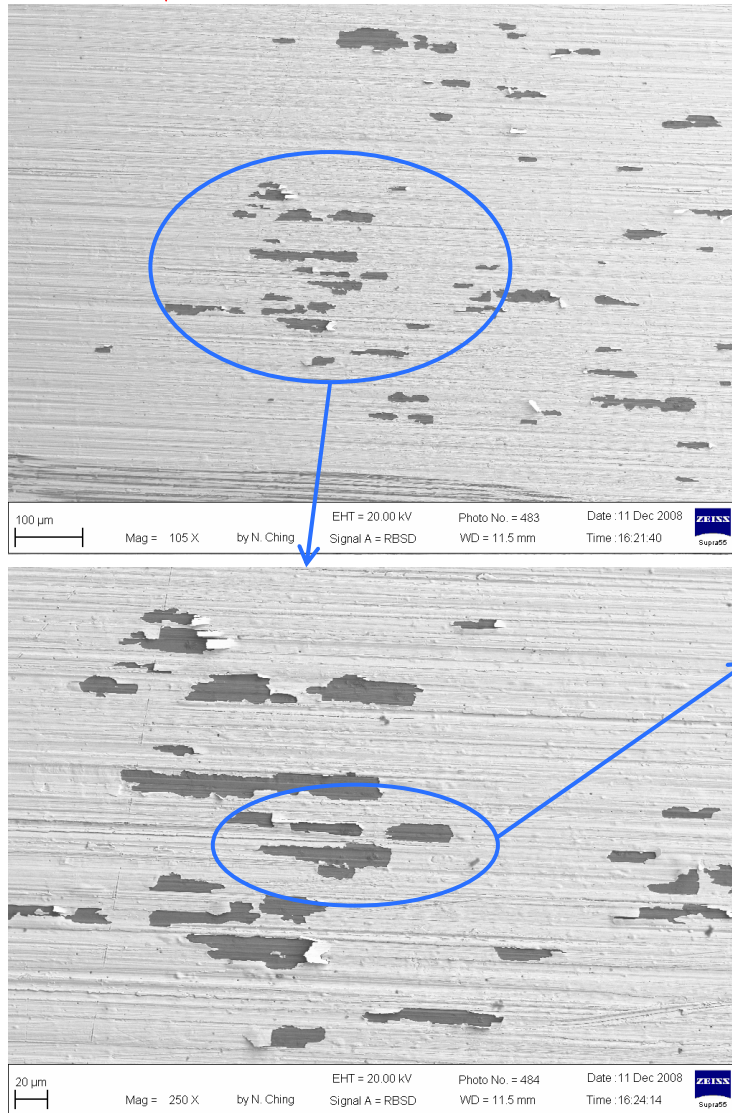 100 µm
Mag = 105 X by N. Ching
EHT = 20.00 kV
Signal A = RBSD
Photo No. = 483
WD = 11.5 mm
Date :11 Dec 2008
Time :16:21:40
ZEISS
Supra55
20 µm
Mag = 250 X by N. Ching
EHT = 20.00 kV
Signal A = RBSD
Photo No. = 484
WD = 11.5 mm
Date :11 Dec 2008
Time :16:24:14
ZEISS
Supra55